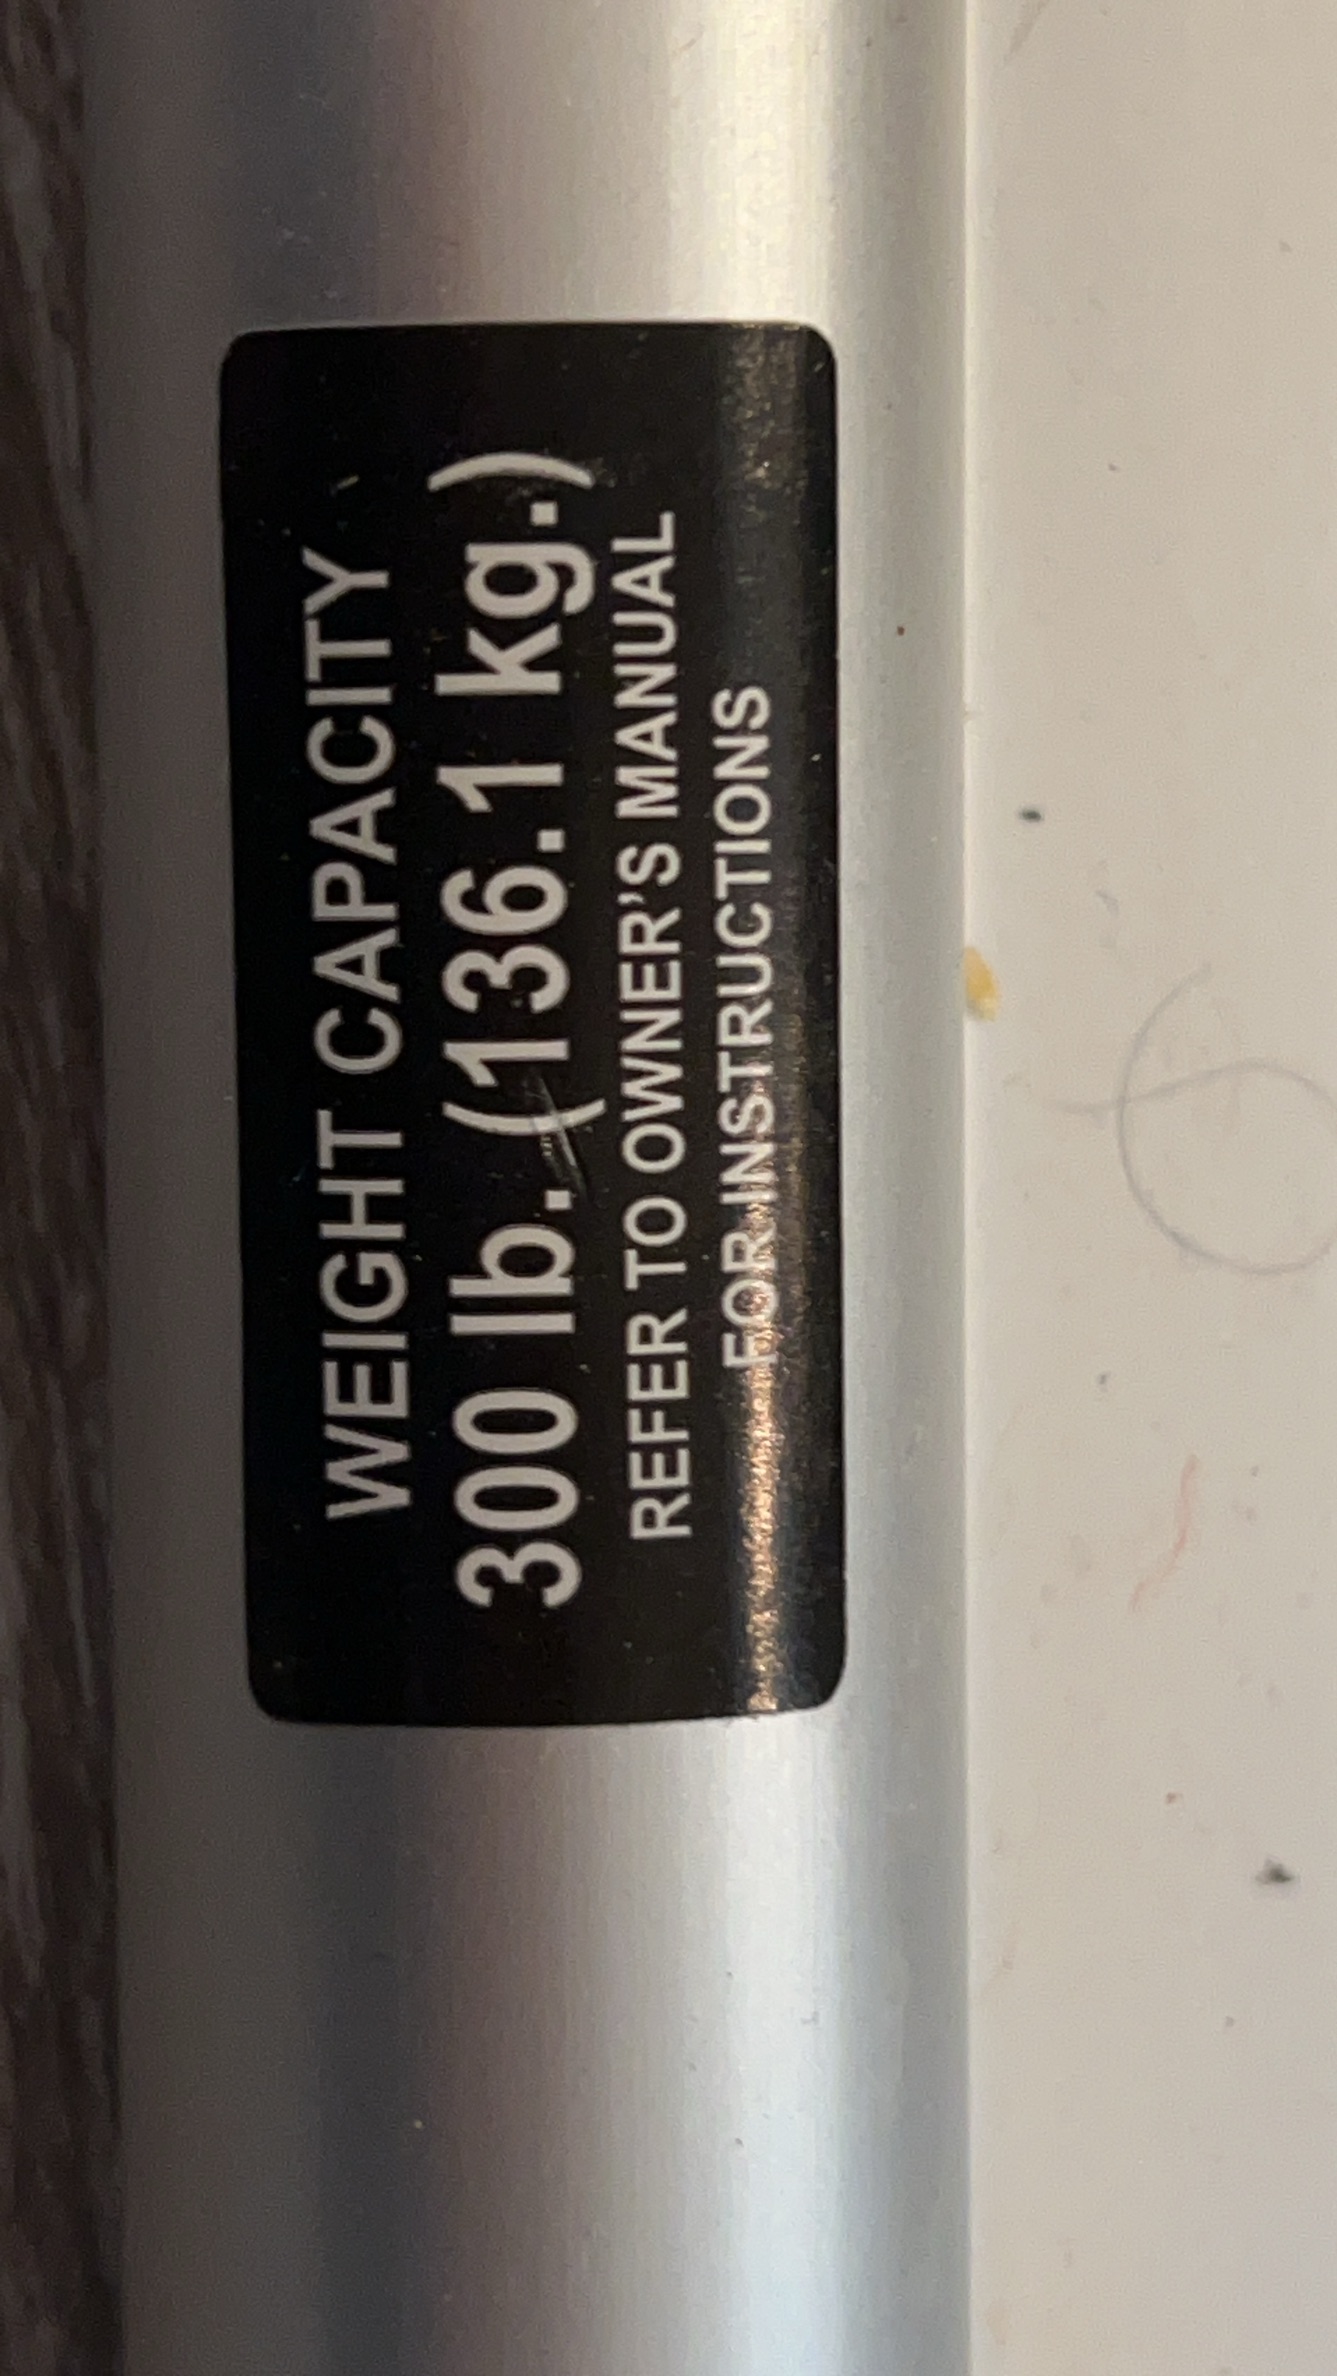 WEIGHT CAPACITY
300 lb. (136.1 kg.)
REFER TO OWNER'S MANUAL
FOR INSTRUCTIONS